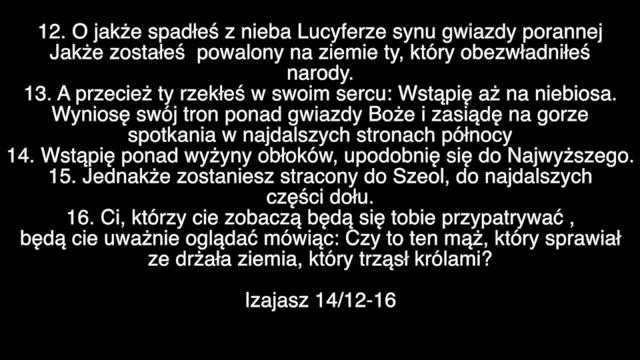 12. O jakże spadłeś z nieba Lucyferze synu gwiazdy porannej
Jakże zostałeś powalony na ziemie ty, który obezwładniłeś
narody.
13. A przecież ty rzekłeś w swoim sercu: Wstąpię aż na niebiosa.
Wyniosę swój tron ponad gwiazdy Boże i zasiądę na gorze
spotkania w najdalszych stronach północy
14. Wstąpię ponad wyżyny obłoków, upodobnię się do Najwyższego.
15. Jednakże zostaniesz stracony do Szeol, do najdalszych
części dołu.
16. Ci, którzy cie zobaczą będą się tobie przypatrywać ,
będą cie uważnie oglądać mówiąc: Czy to ten mąż, który sprawiał
ze drżała ziemia, który trząsł królami?
Izajasz 14/12-16